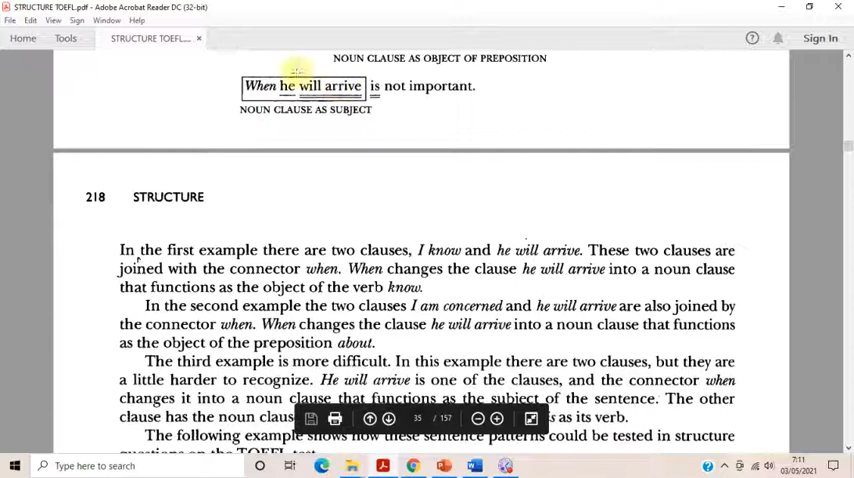 STRUCTURE TOEFL.pdf - Adobe Acrobat Reader DC (32-bit)
File Edit View Sign Window Help
Home Tools STRUCTURE TOEFL.... × Sign In
NOUN CLAUSE AS OBJECT OF PREPOSITION
When he will arrive is not important.
NOUN CLAUSE AS SUBJECT
218 STRUCTURE
In the first example there are two clauses, I know and he will arrive. These two clauses are
joined with the connector when. When changes the clause he will arrive into a noun clause
that functions as the object of the verb know.
In the second example the two clauses I am concerned and he will arrive are also joined by
the connector when. When changes the clause he will arrive into a noun clause that functions
as the object of the preposition about.
The third example is more difficult. In this example there are two clauses, but they are
a little harder to recognize. He will arrive is one of the clauses, and the connector when
changes it into a noun clause that functions as the subject of the sentence. The other
clause has the noun claus as its verb.
35 / 157
The following example shows how these sentence patterns could be tested in structure
questions on the TOEFL test.
Type here to search
7:11
03/05/2021